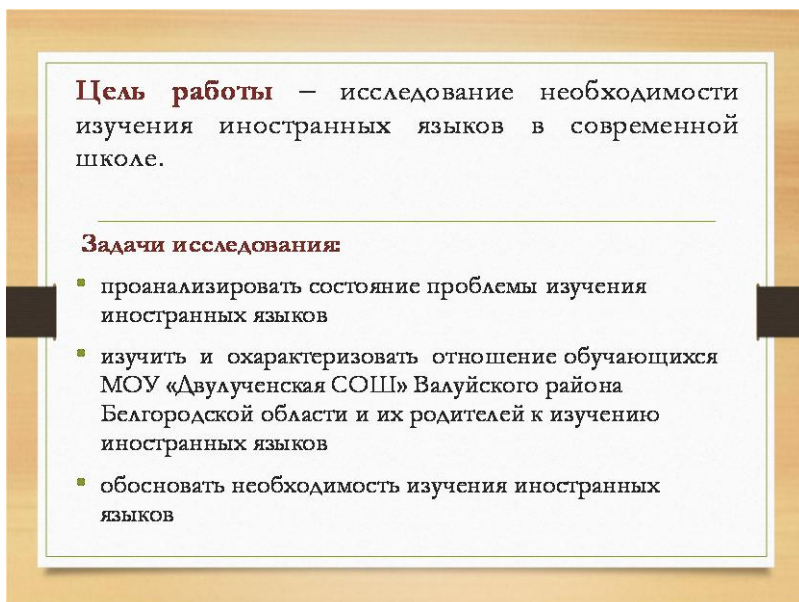 Цель работы – исследование необходимости
изучения иностранных языков в современной
школе.
Задачи исследования:
▪ проанализировать состояние проблемы изучения
иностранных языков
▪ изучить и охарактеризовать отношение обучающихся
МОУ «Двулученская СОШ» Валуйского района
Белгородской области и их родителей к изучению
иностранных языков
▪ обосновать необходимость изучения иностранных
языков